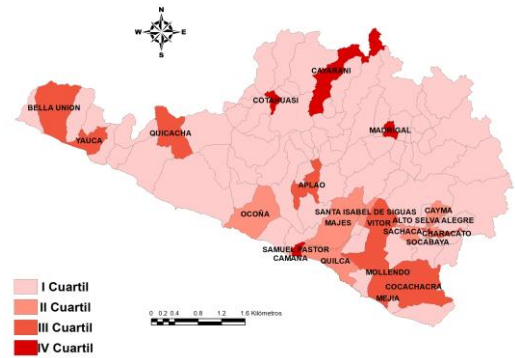 N
W E
S
CAYARANI
COTAHUASI
BELLA UNION
MADRIGAL
YAUCA
QUICACHA
APLAO
OCOÑA
SANTA ISABEL DE SIGUAS
CAYMA
MAJES
VITOR
ALTO SELVA ALEGRE
SACHACA
CHARACATO
SOCABAYA
SAMUEL PASTOR
CAMANA
QUILCA
MOLLENDO
COCACHACRA
MEJIA
I Cuartil
II Cuartil
III Cuartil
IV Cuartil
0 0.2 0.4 0.8 1.2 1.6 Kilómetros